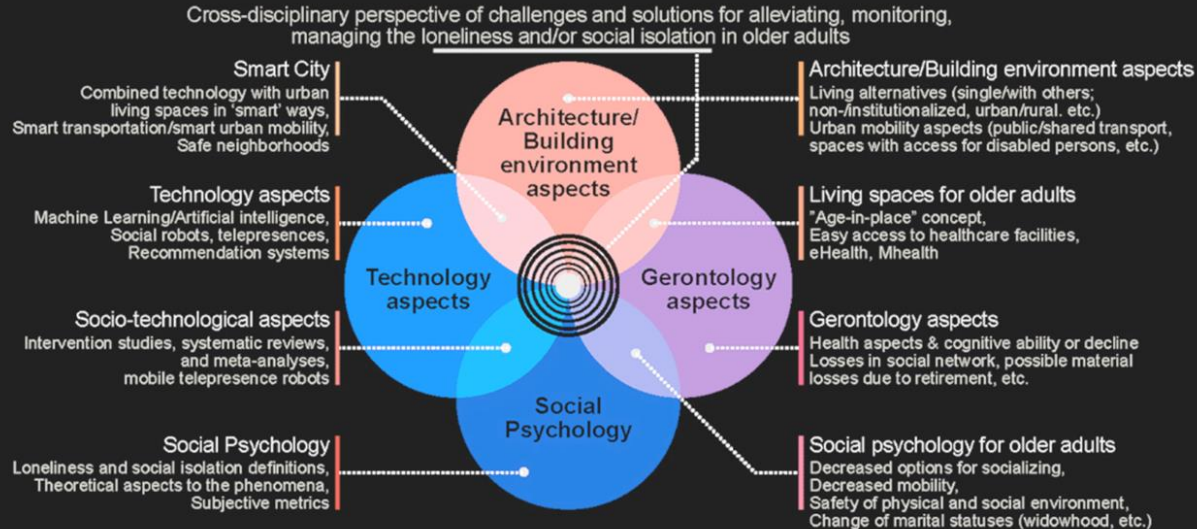 Cross-disciplinary perspective of challenges and solutions for alleviating, monitoring,
managing the loneliness and/or social isolation in older adults
Smart City
Combined technology with urban
living spaces in 'smart' ways,
Smart transportation/smart urban mobility,
Safe neighborhoods
Technology aspects
Machine Learning/Artificial intelligence,
Social robots, telepresences,
Recommendation systems
Socio-technological aspects
Intervention studies, systematic reviews,
and meta-analyses,
mobile telepresence robots
Social Psychology
Loneliness and social isolation definitions,
Theoretical aspects to the phenomena,
Subjective metrics
Architecture/
Building
environment
aspects
Technology
aspects
Gerontology
aspects
Social
Psychology
Architecture/Building environment aspects
Living alternatives (single/with others;
non-/institutionalized, urban/rural. etc.)
Urban mobility aspects (public/shared transport,
spaces with access for disabled persons, etc.)
Living spaces for older adults
"Age-in-place" concept,
Easy access to healthcare facilities,
eHealth, Mhealth
Gerontology aspects
Health aspects & cognitive ability or decline
Losses in social network, possible material
losses due to retirement, etc.
Social psychology for older adults
Decreased options for socializing,
Decreased mobility,
Safety of physical and social environment,
Change of marital statuses (widowhood, etc.)